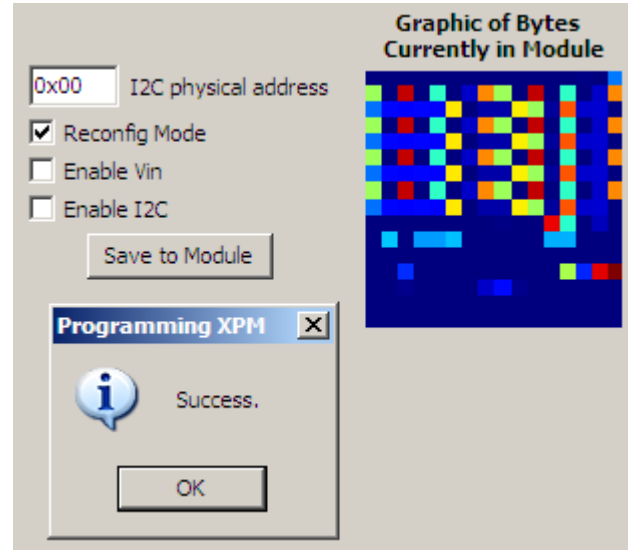 Graphic of Bytes
Currently in Module
0x00 I2C physical address
Reconfig Mode
Enable Vin
Enable I2C
Save to Module
Programming XPM
Success.
OK